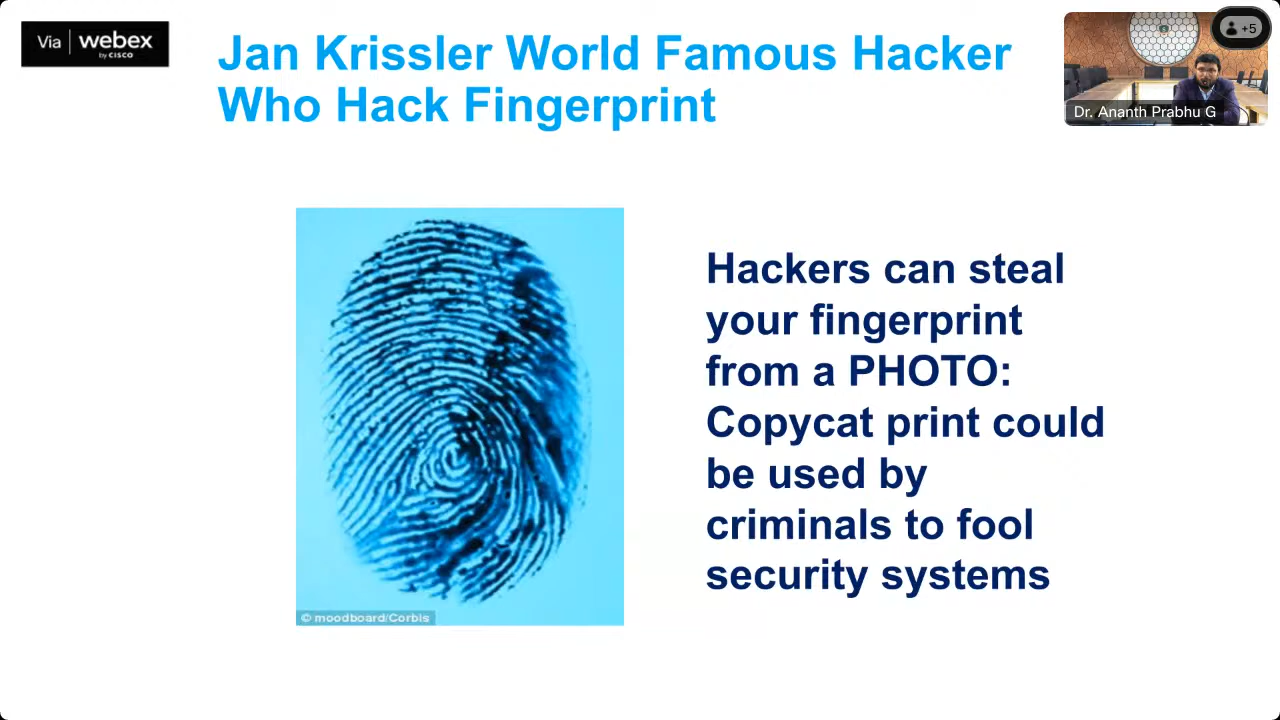 Via webex
by CISCO
Jan Krissler World Famous Hacker
Who Hack Fingerprint
+5
Dr. Ananth Prabhu G
Hackers can steal
your fingerprint
from a PHOTO:
Copycat print could
be used by
criminals to fool
security systems
© moodboard/Corbis